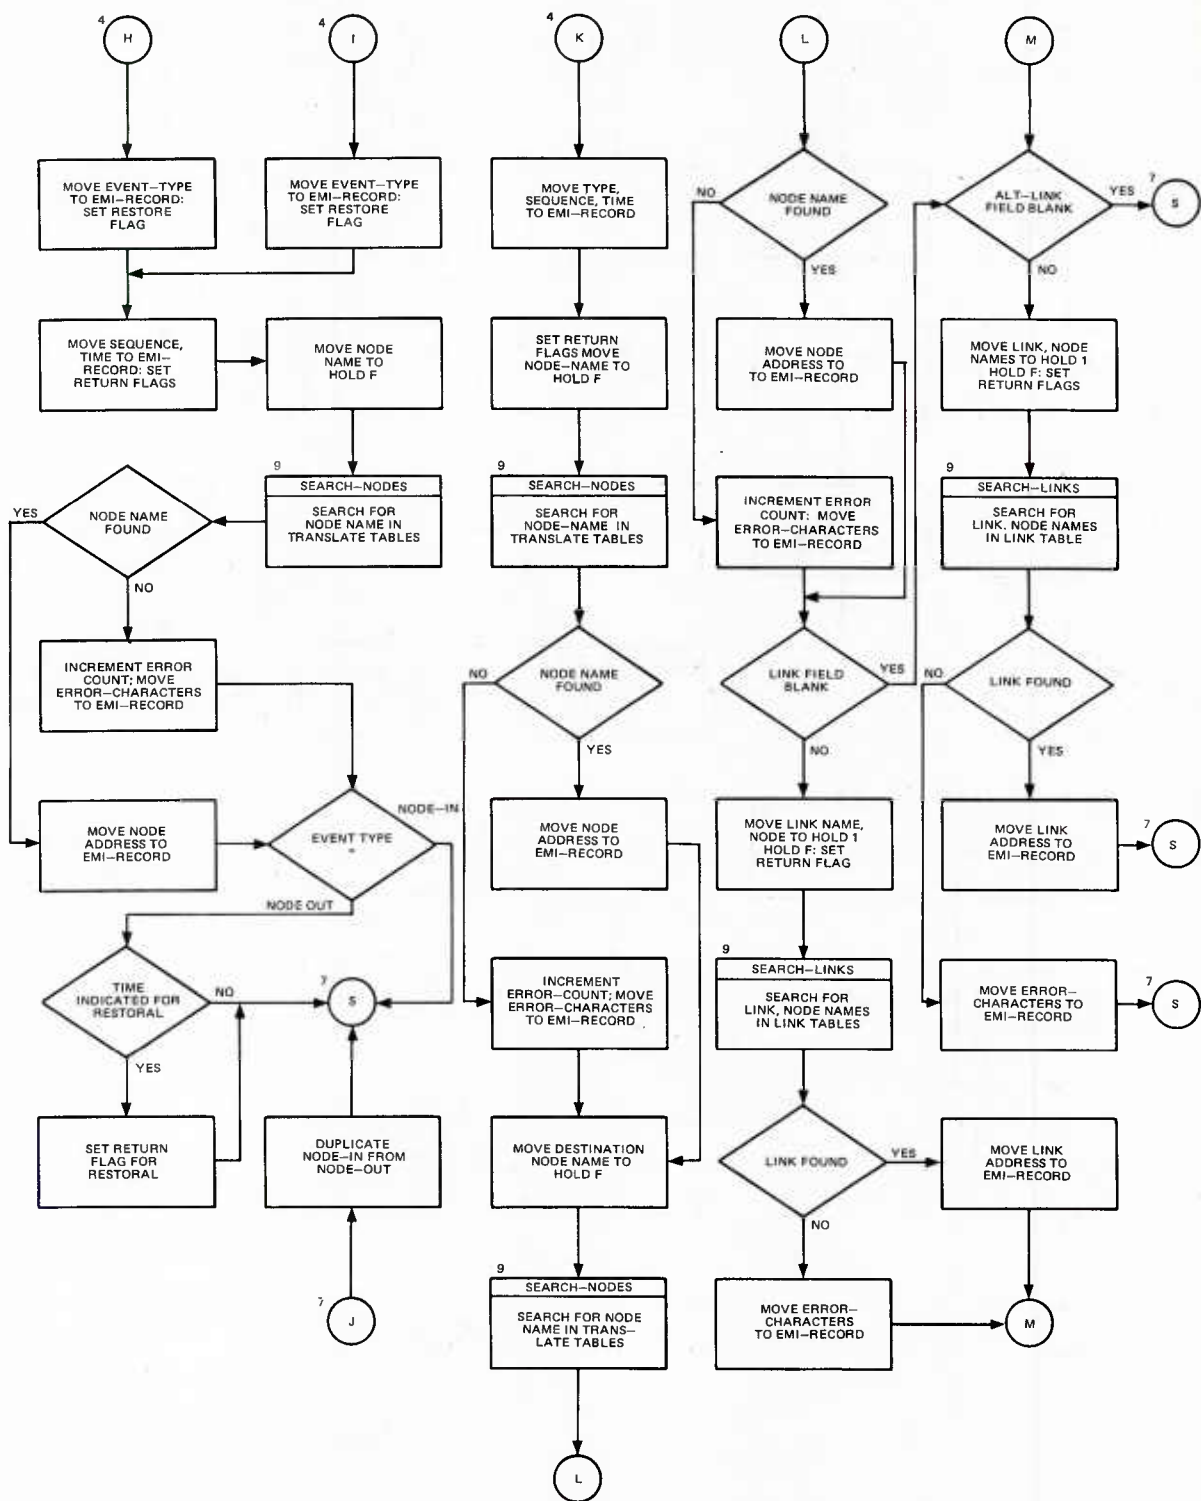 4
H
MOVE EVENT-TYPE
TO EMI-RECORD:
SET RESTORE
FLAG
MOVE SEQUENCE,
TIME TO EMI-
RECORD: SET
RETURN FLAGS
YES
NODE NAME
FOUND
NO
INCREMENT ERROR
COUNT; MOVE
ERROR-CHARACTERS
TO EMI-RECORD
MOVE NODE
ADDRESS TO
EMI-RECORD
NODE OUT
TIME
INDICATED FOR
RESTORAL
NO
YES
SET RETURN
FLAG FOR
RESTORAL
4
I
MOVE EVENT-TYPE
TO EMI-RECORD:
SET RESTORE
FLAG
MOVE NODE
NAME TO
HOLD F
9
SEARCH-NODES
SEARCH FOR
NODE NAME IN
TRANSLATE TABLES
EVENT TYPE
=
NODE-IN
7
S
DUPLICATE
NODE-IN FROM
NODE-OUT
7
J
4
K
MOVE TYPE,
SEQUENCE, TIME
TO EMI-RECORD
SET RETURN
FLAGS MOVE
NODE-NAME TO
HOLD F
9
SEARCH-NODES
SEARCH FOR
NODE-NAME IN
TRANSLATE TABLES
NO
NODE NAME
FOUND
YES
MOVE NODE
ADDRESS TO
EMI-RECORD
INCREMENT
ERROR-COUNT; MOVE
ERROR-CHARACTERS
TO EMI-RECORD
MOVE DESTINATION
NODE NAME TO
HOLD F
9
SEARCH-NODES
SEARCH FOR NODE
NAME IN TRANS-
LATE TABLES
L
L
NO
NODE NAME
FOUND
YES
MOVE NODE
ADDRESS TO
TO EMI-RECORD
INCREMENT ERROR
COUNT: MOVE
ERROR-CHARACTERS
TO EMI-RECORD
LINK FIELD
BLANK
YES
NO
MOVE LINK NAME,
NODE TO HOLD 1
HOLD F: SET
RETURN FLAG
9
SEARCH-LINKS
SEARCH FOR
LINK, NODE NAMES
IN LINK TABLES
LINK FOUND
YES
NO
MOVE ERROR-
CHARACTERS
TO EMI-RECORD
M
ALT-LINK
FIELD BLANK
YES
7
S
NO
MOVE LINK, NODE
NAMES TO HOLD 1
HOLD F: SET
RETURN FLAGS
9
SEARCH-LINKS
SEARCH FOR
LINK. NODE NAMES
IN LINK TABLE
NO
LINK FOUND
YES
MOVE LINK
ADDRESS TO
EMI-RECORD
7
S
MOVE ERROR-
CHARACTERS TO
EMI-RECORD
7
S
MOVE LINK
ADDRESS TO
EMI-RECORD
M